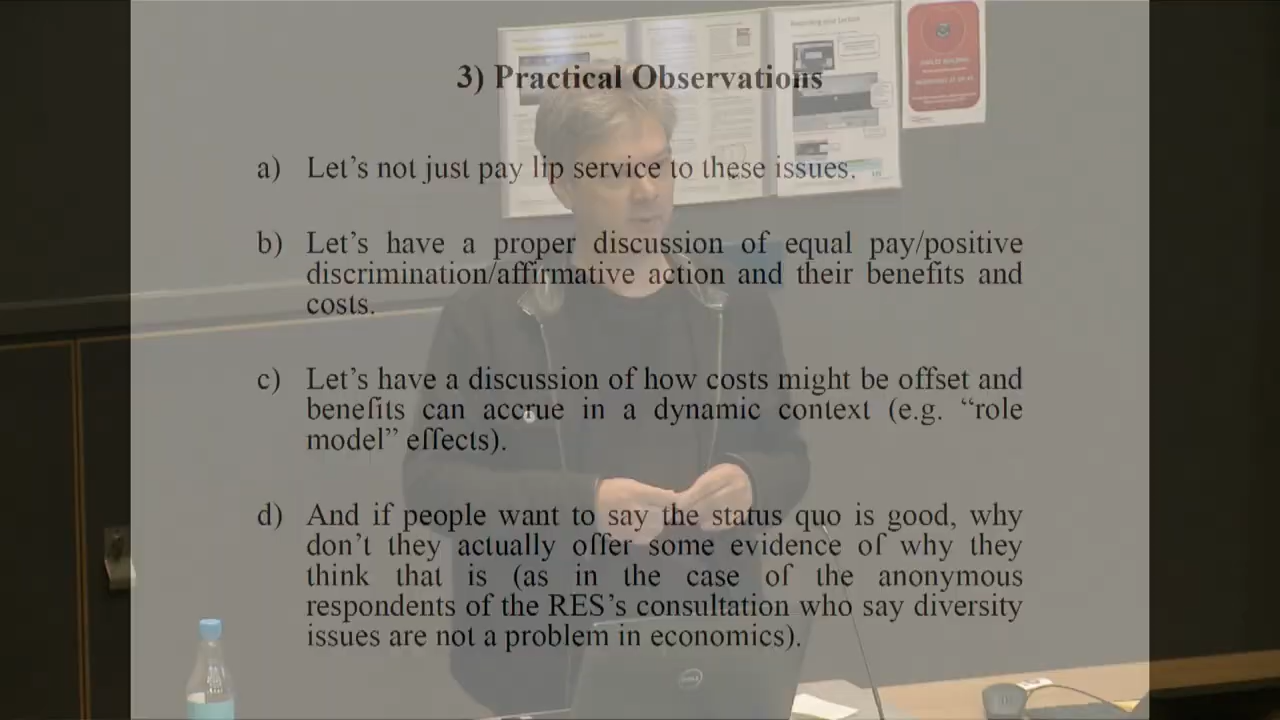 3) Practical Observations
a) Let’s not just pay lip service to these issues.
b) Let’s have a proper discussion of equal pay/positive
discrimination/affirmative action and their benefits and
costs.
c) Let’s have a discussion of how costs might be offset and
benefits can accrue in a dynamic context (e.g. “role
model” effects).
d) And if people want to say the status quo is good, why
don’t they actually offer some evidence of why they
think that is (as in the case of the anonymous
respondents of the RES’s consultation who say diversity
issues are not a problem in economics).
DELL